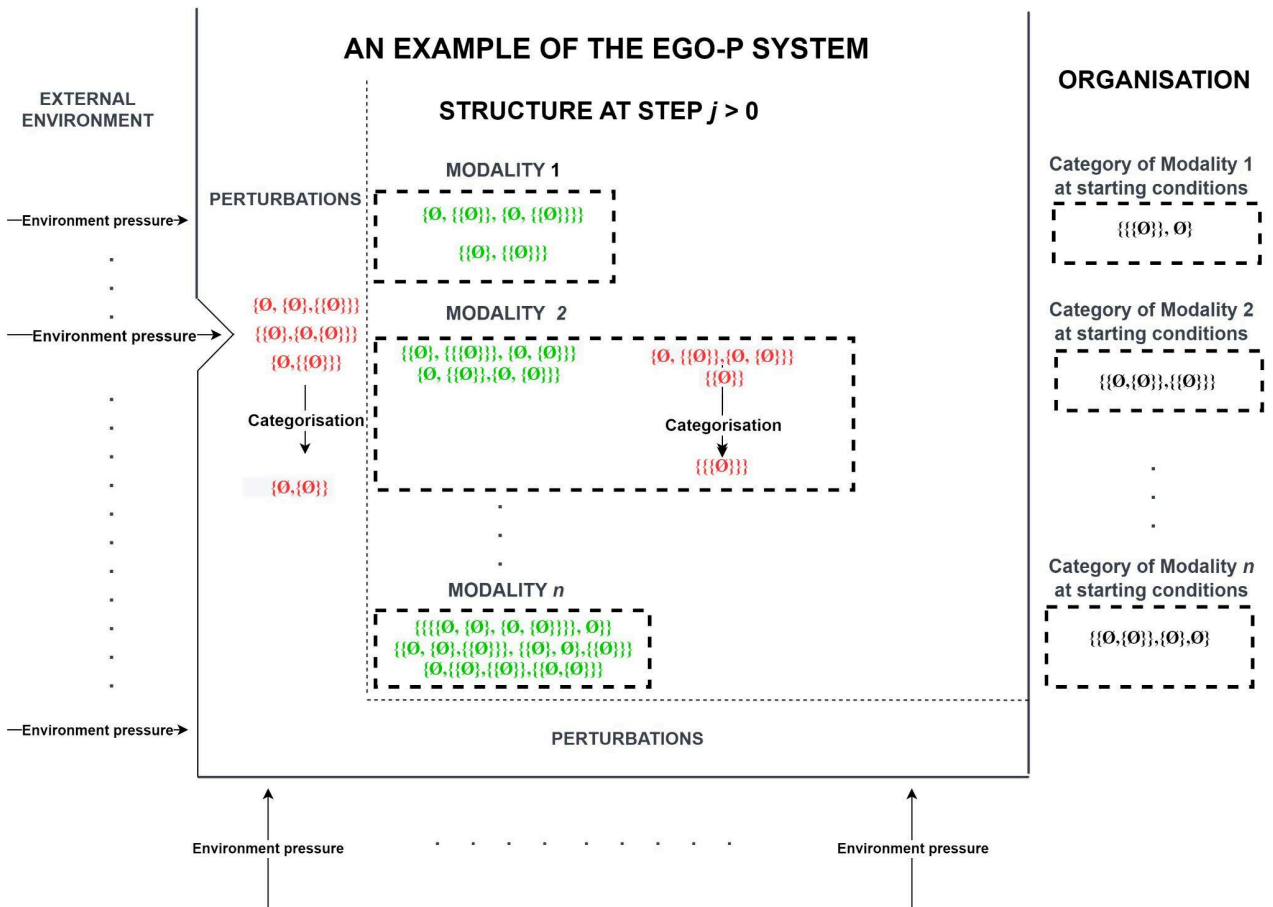 AN EXAMPLE OF THE EGO-P SYSTEM
EXTERNAL
ENVIRONMENT
STRUCTURE AT STEP j > 0
ORGANISATION
PERTURBATIONS
MODALITY 1
{Ø, {{Ø}}, {Ø, {{Ø}}}}
{{Ø}, {{Ø}}}
Category of Modality 1
at starting conditions
{{{Ø}}, Ø}
Environment pressure
Environment pressure
{Ø, {Ø},{{Ø}}}
{{Ø},{Ø,{Ø}}}
{Ø,{{Ø}}}
Categorisation
{Ø,{Ø}}
MODALITY 2
{{Ø}, {{{Ø}}}, {Ø, {Ø}}}
{Ø, {{Ø}},{Ø, {Ø}}}
{Ø, {{Ø}},{Ø, {Ø}}}
{{Ø}}
Categorisation
{{{Ø}}}
Category of Modality 2
at starting conditions
{{Ø,{Ø}},{{Ø}}}
MODALITY n
{{{{Ø, {Ø}, {Ø, {Ø}}}}, Ø}}
{{Ø, {Ø},{{Ø}}}, {{Ø}, Ø},{{Ø}}}
{Ø,{{Ø},{{Ø}},{{Ø,{Ø}}}
Category of Modality n
at starting conditions
{{Ø,{Ø}},{Ø},Ø}
Environment pressure
PERTURBATIONS
Environment pressure
Environment pressure